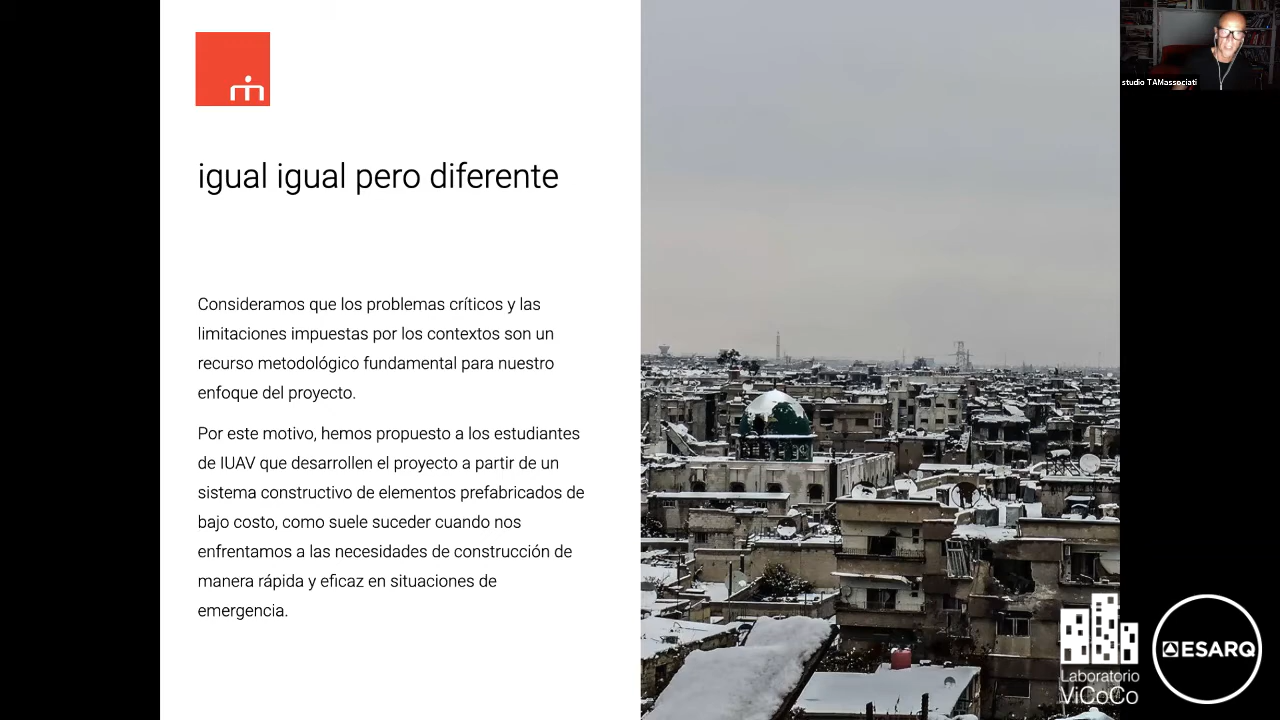 studio TAMassociati
igual igual pero diferente
Consideramos que los problemas críticos y las
limitaciones impuestas por los contextos son un
recurso metodológico fundamental para nuestro
enfoque del proyecto.
Por este motivo, hemos propuesto a los estudiantes
de IUAV que desarrollen el proyecto a partir de un
sistema constructivo de elementos prefabricados de
bajo costo, como suele suceder cuando nos
enfrentamos a las necesidades de construcción de
manera rápida y eficaz en situaciones de
emergencia.
Laboratorio
ViCoCo
ESARQ